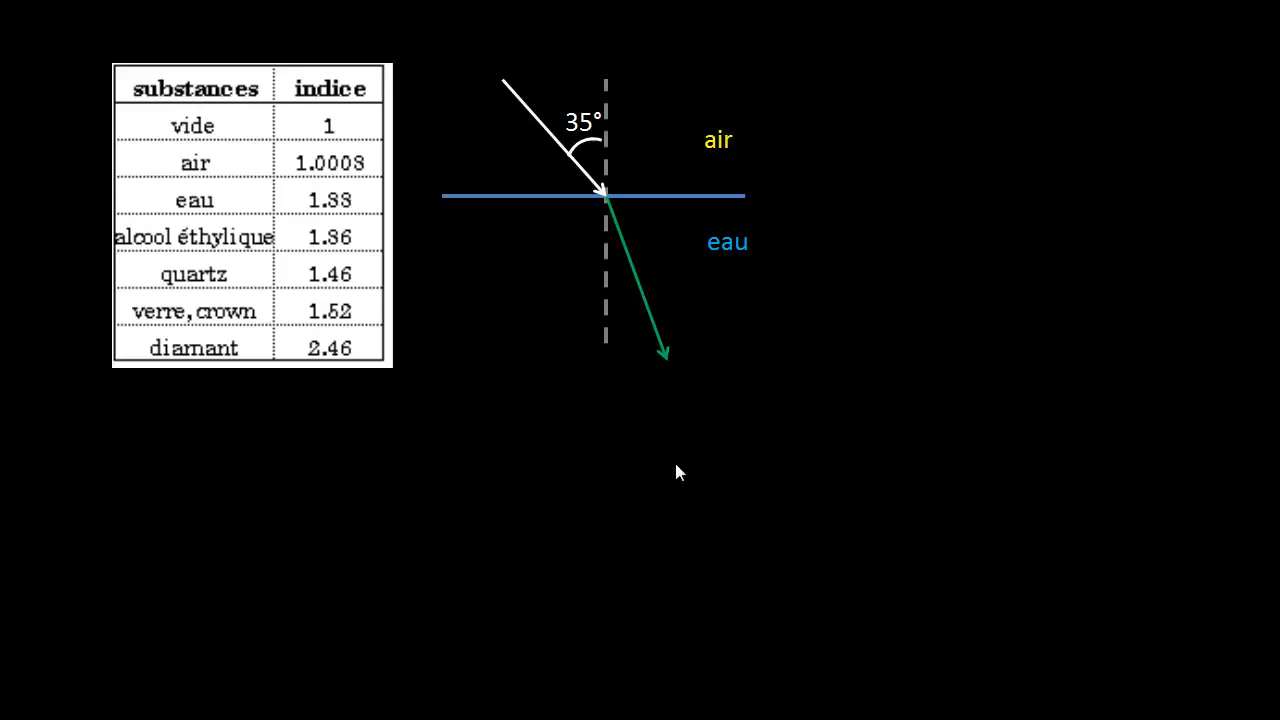 substances indice
vide 1
air 1.0003
eau 1.33
alcool éthylique 1.36
quartz 1.46
verre, crown 1.52
diamant 2.46
35°
air
eau